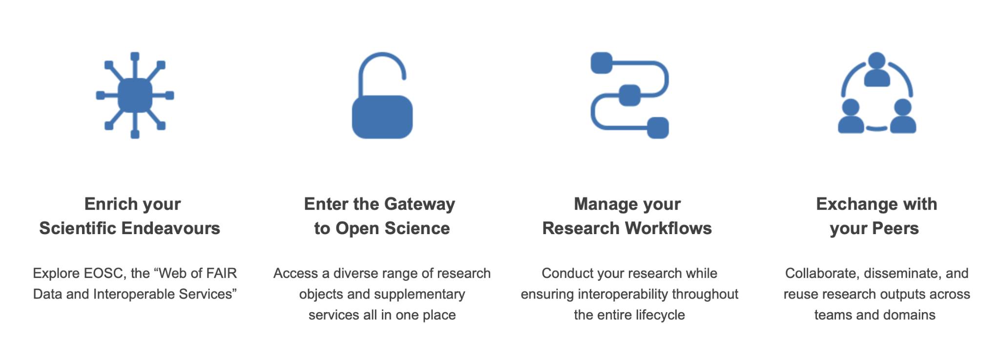 Enrich your
Scientific Endeavours
Explore EOSC, the “Web of FAIR
Data and Interoperable Services”
Enter the Gateway
to Open Science
Access a diverse range of research
objects and supplementary
services all in one place
Manage your
Research Workflows
Conduct your research while
ensuring interoperability throughout
the entire lifecycle
Exchange with
your Peers
Collaborate, disseminate, and
reuse research outputs across
teams and domains